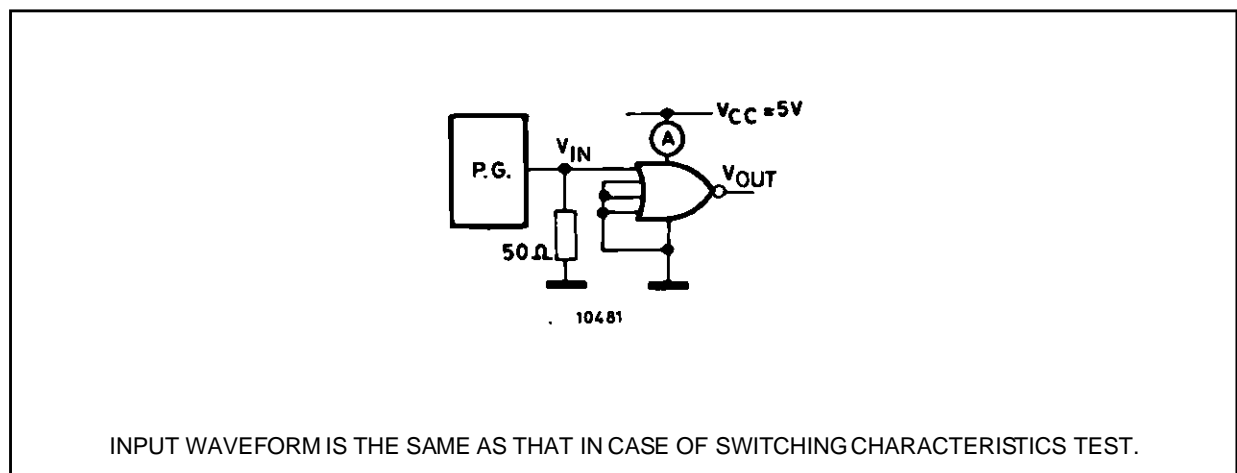 VCC = 5V
A
P.G.
VIN
VOUT
50Ω
10481
INPUT WAVEFORM IS THE SAME AS THAT IN CASE OF SWITCHING CHARACTERISTICS TEST.